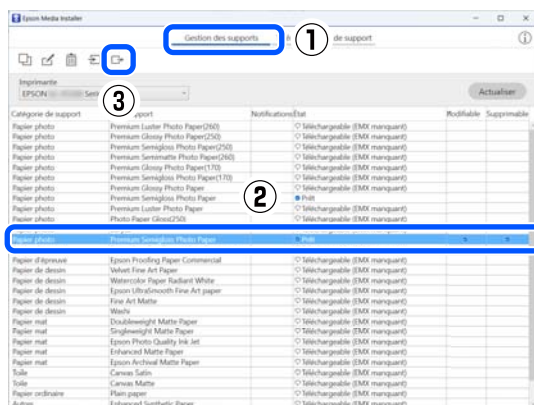 Epson Media Installer
Gestion des supports de support
①
Imprimante
EPSON Seri
Actualiser
③
Catégorie de support pport Notifications État Modifiable Supprimable
Papier photo Premium Luster Photo Paper(260) Téléchargeable (EMX manquant)
Papier photo Premium Glossy Photo Paper(250) Téléchargeable (EMX manquant)
Papier photo Premium Semigloss Photo Paper(250) Téléchargeable (EMX manquant)
Papier photo Premium Semimatte Photo Paper(260) Téléchargeable (EMX manquant)
Papier photo Premium Glossy Photo Paper(170) Téléchargeable (EMX manquant)
Papier photo Premium Semigloss Photo Paper(170) Téléchargeable (EMX manquant)
Papier photo Premium Glossy Photo Paper Téléchargeable (EMX manquant)
Papier photo Premium Semigloss Photo Paper ② Prêt
Papier photo Premium Luster Photo Paper Téléchargeable (EMX manquant)
Papier photo Photo Paper Gloss(250) Téléchargeable (EMX manquant)
Papier photo Premium Semigloss Photo Paper Prêt
Papier d'épreuve Epson Proofing Paper Commercial Téléchargeable (EMX manquant)
Papier de dessin Velvet Fine Art Paper Téléchargeable (EMX manquant)
Papier de dessin Watercolor Paper Radiant White Téléchargeable (EMX manquant)
Papier de dessin Epson UltraSmooth Fine Art paper Téléchargeable (EMX manquant)
Papier de dessin Fine Art Matte Téléchargeable (EMX manquant)
Papier de dessin Washi Téléchargeable (EMX manquant)
Papier mat Doubleweight Matte Paper Téléchargeable (EMX manquant)
Papier mat Singleweight Matte Paper Téléchargeable (EMX manquant)
Papier mat Epson Photo Quality Ink Jet Téléchargeable (EMX manquant)
Papier mat Enhanced Matte Paper Téléchargeable (EMX manquant)
Papier mat Epson Archival Matte Paper Téléchargeable (EMX manquant)
Toile Canvas Satin Téléchargeable (EMX manquant)
Toile Canvas Matte Téléchargeable (EMX manquant)
Papier ordinaire Plain paper Téléchargeable (EMX manquant)
Autres Enhanced Synthetic Paper Téléchargeable (EMX manquant)